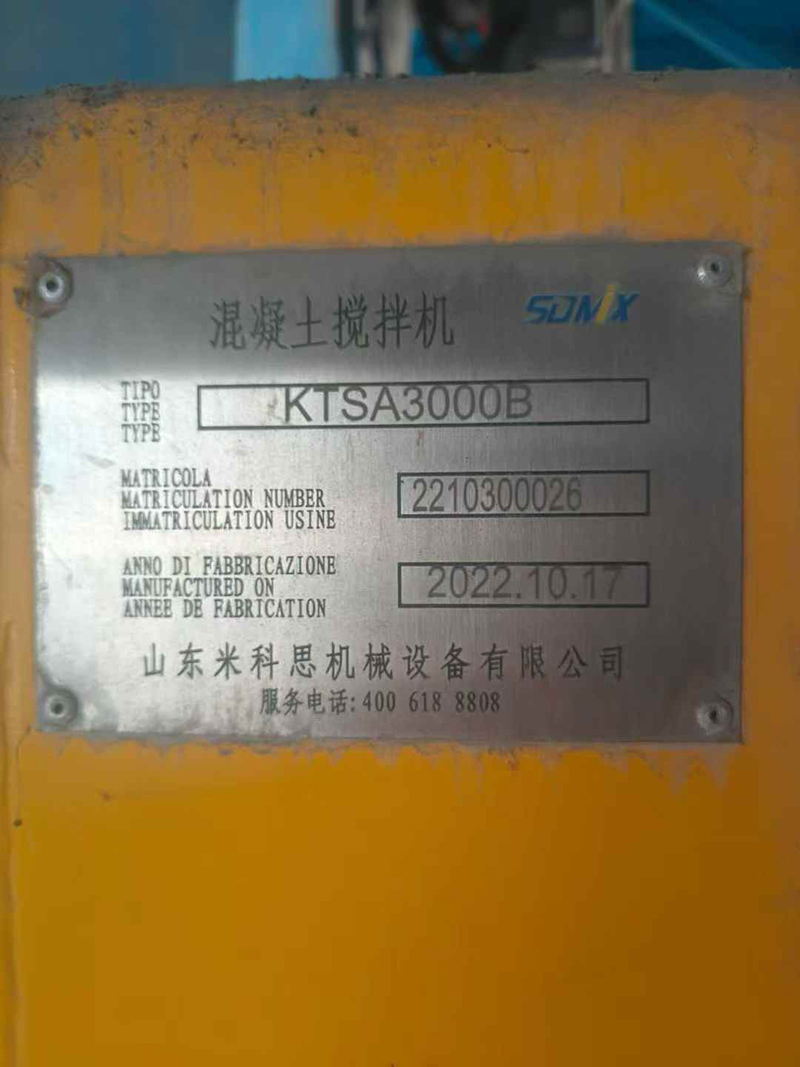 混凝土搅拌机 SDMiX
TIPO
TYPE
TYPE
KTSA3000B
MATRICOLA
MATRICULATION NUMBER
IMMATRICULATION USINE
2210300026
ANNO DI FABBRICAZIONE
MANUFACTURED ON
ANNEE DE FABRICATION
2022.10.17
山东米科思机械设备有限公司
服务电话:400 618 8808